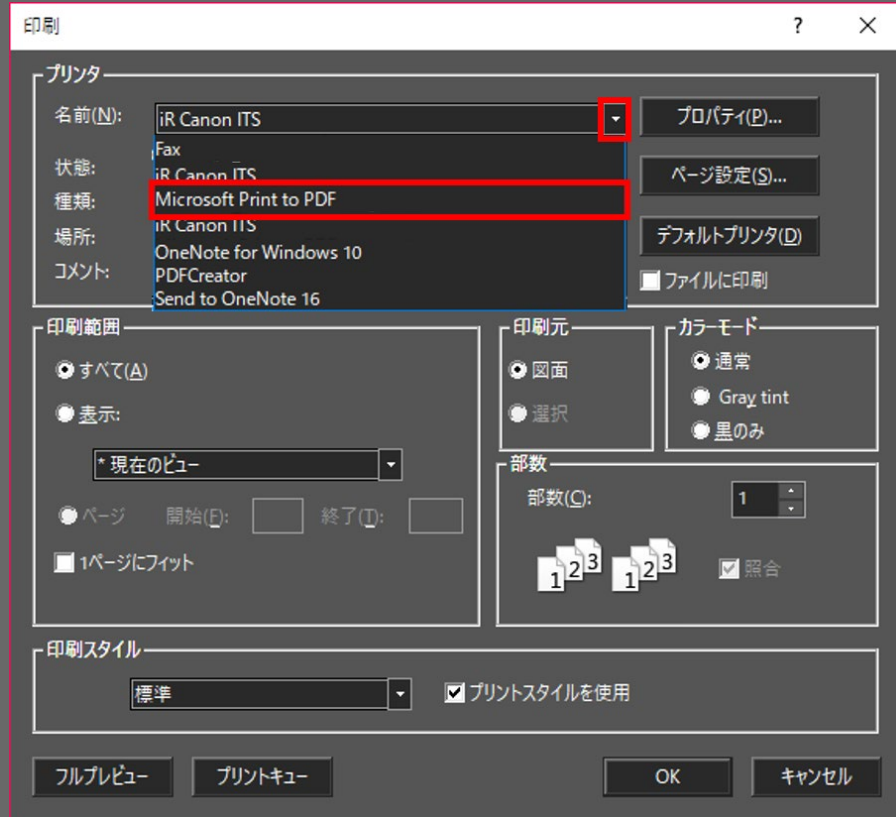 印刷
?
プリンタ
名前(N):
iR Canon ITS
プロパティ(P)...
Fax
状態:
iR Canon ITS
ページ設定(S)...
種類:
Microsoft Print to PDF
iR Canon ITS
場所:
デフォルトプリンタ(D)
OneNote for Windows 10
コメント:
PDFCreator
ファイルに印刷
Send to OneNote 16
印刷範囲
印刷元
カラーモード
すべて(A)
図面
通常
Gray tint
表示:
選択
黒のみ
* 現在のビュー
部数
部数(C):
1
ページ 開始(F): 終了(T):
1ページにフィット
1 2 3 1 2 3
照合
印刷スタイル
標準
プリントスタイルを使用
フルプレビュー
プリントキュー
OK
キャンセル